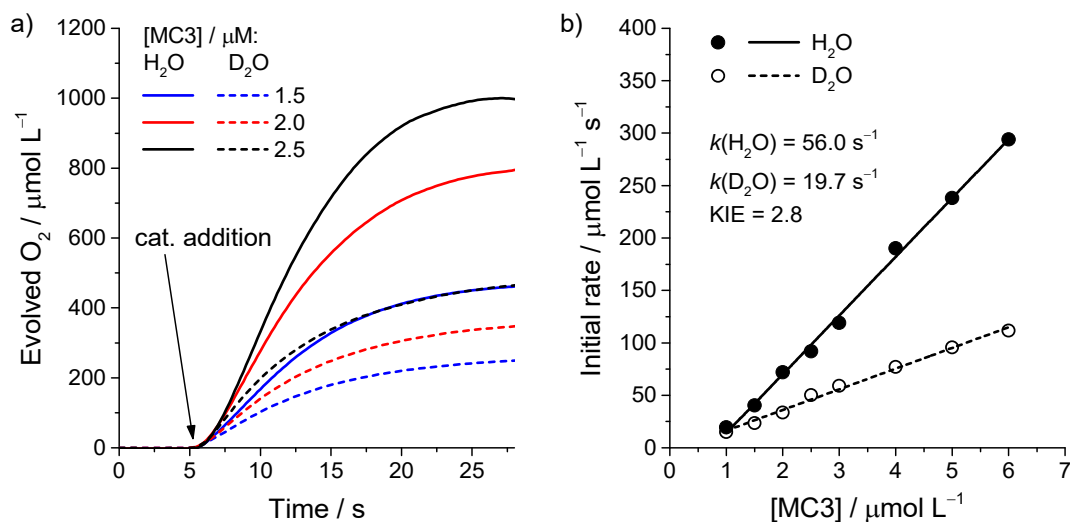 a)
[MC3] / μM:
H₂O D₂O
1.5
2.0
2.5
cat. addition
1200
1000
800
600
400
200
0
0 5 10 15 20 25
Time / s
Evolved O₂ / μmol L⁻¹
b)
H₂O
D₂O
k(H₂O) = 56.0 s⁻¹
k(D₂O) = 19.7 s⁻¹
KIE = 2.8
400
350
300
250
200
150
100
50
0
0 1 2 3 4 5 6 7
[MC3] / μmol L⁻¹
Initial rate / μmol L⁻¹ s⁻¹